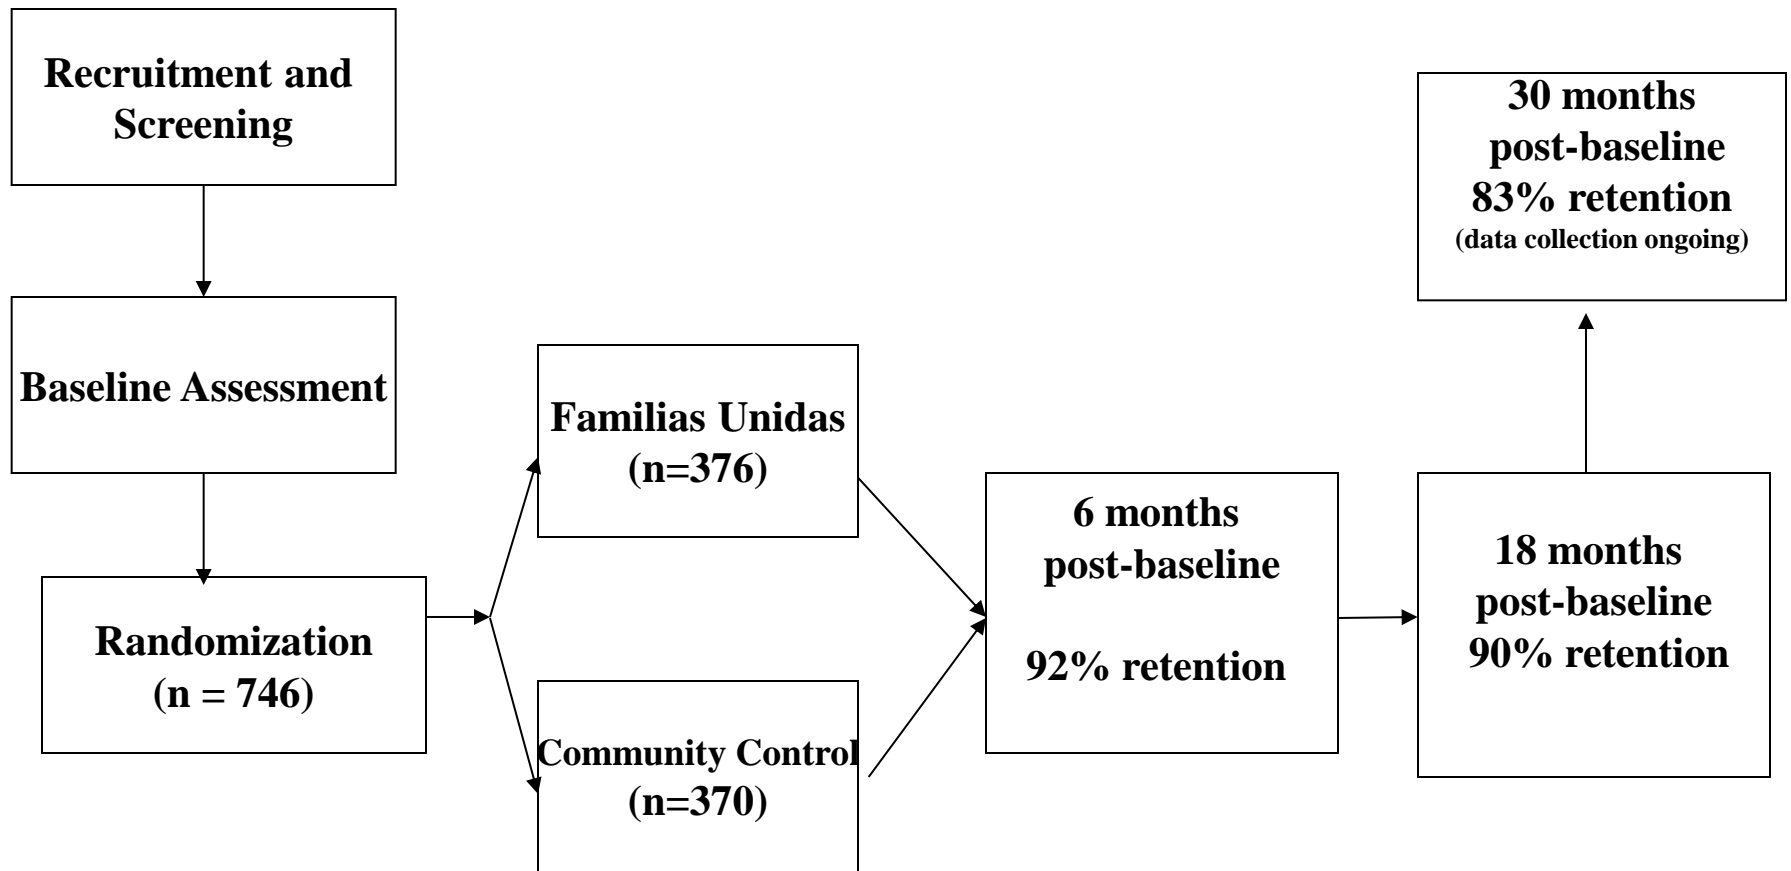 Recruitment and
Screening
Baseline Assessment
Randomization
(n = 746)
Familias Unidas
(n=376)
Community Control
(n=370)
6 months
post-baseline
92% retention
18 months
post-baseline
90% retention
30 months
post-baseline
83% retention
(data collection ongoing)